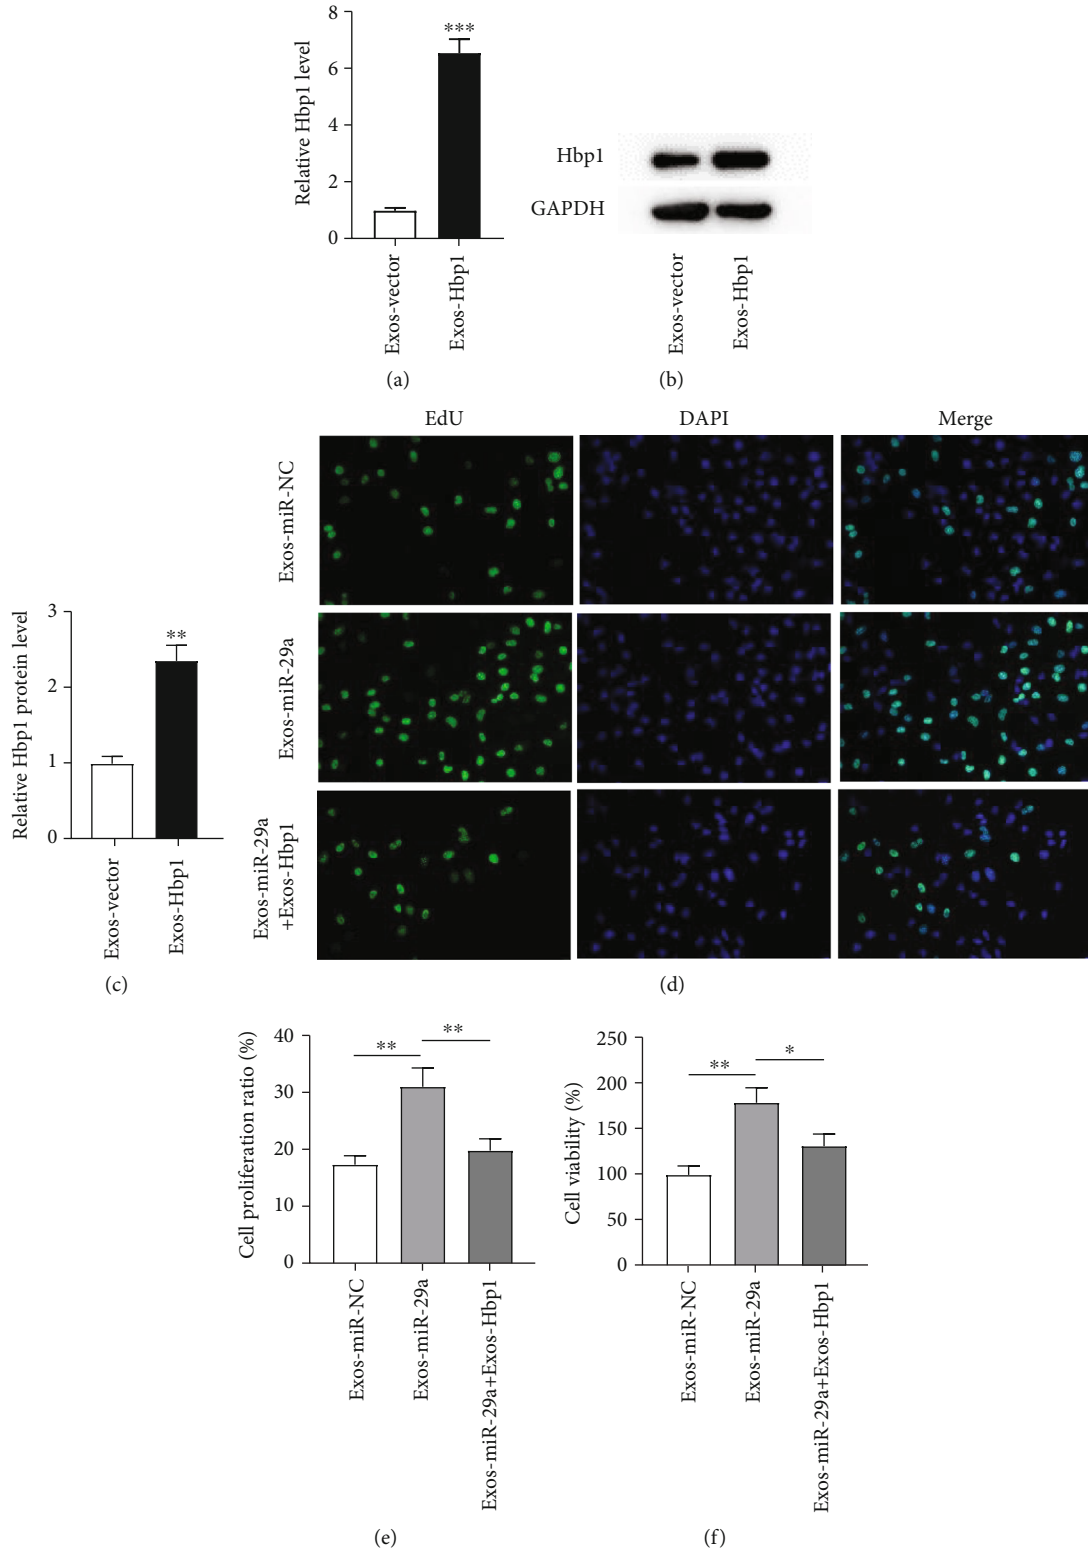 Relative Hbp1 level
8
6
4
2
0
***
Exos-vector
Exos-Hbp1
(a)
Hbp1
GAPDH
Exos-vector
Exos-Hbp1
(b)
Relative Hbp1 protein level
3
2
1
0
**
Exos-vector
Exos-Hbp1
(c)
EdU
DAPI
Merge
Exos-miR-NC
Exos-miR-29a
Exos-miR-29a
+Exos-Hbp1
(d)
Cell proliferation ratio (%)
40
30
20
10
0
**
**
Exos-miR-NC
Exos-miR-29a
Exos-miR-29a+Exos-Hbp1
(e)
Cell viability (%)
250
200
150
100
50
0
**
*
Exos-miR-NC
Exos-miR-29a
Exos-miR-29a+Exos-Hbp1
(f)